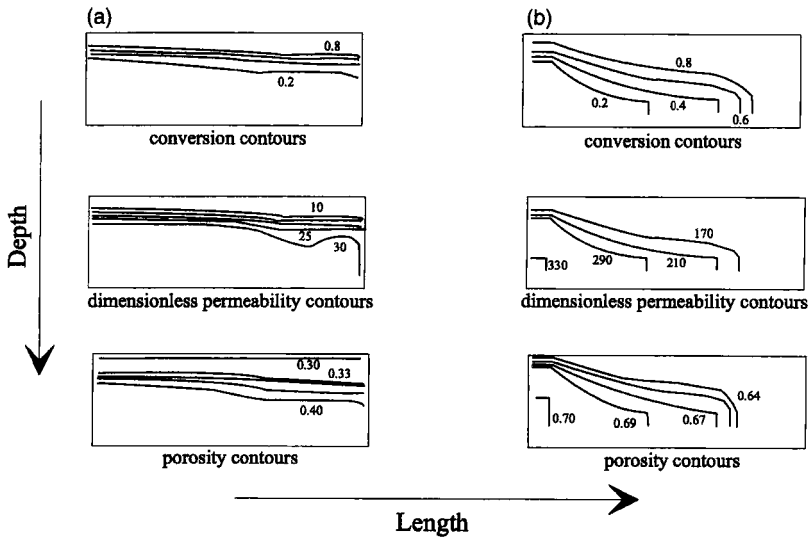 (a)
0.8
0.2
conversion contours
10
25
30
dimensionless permeability contours
0.30
0.33
0.40
porosity contours
(b)
0.8
0.2
0.4
0.6
conversion contours
170
330
290
210
dimensionless permeability contours
0.64
0.70
0.69
0.67
porosity contours
Depth
Length